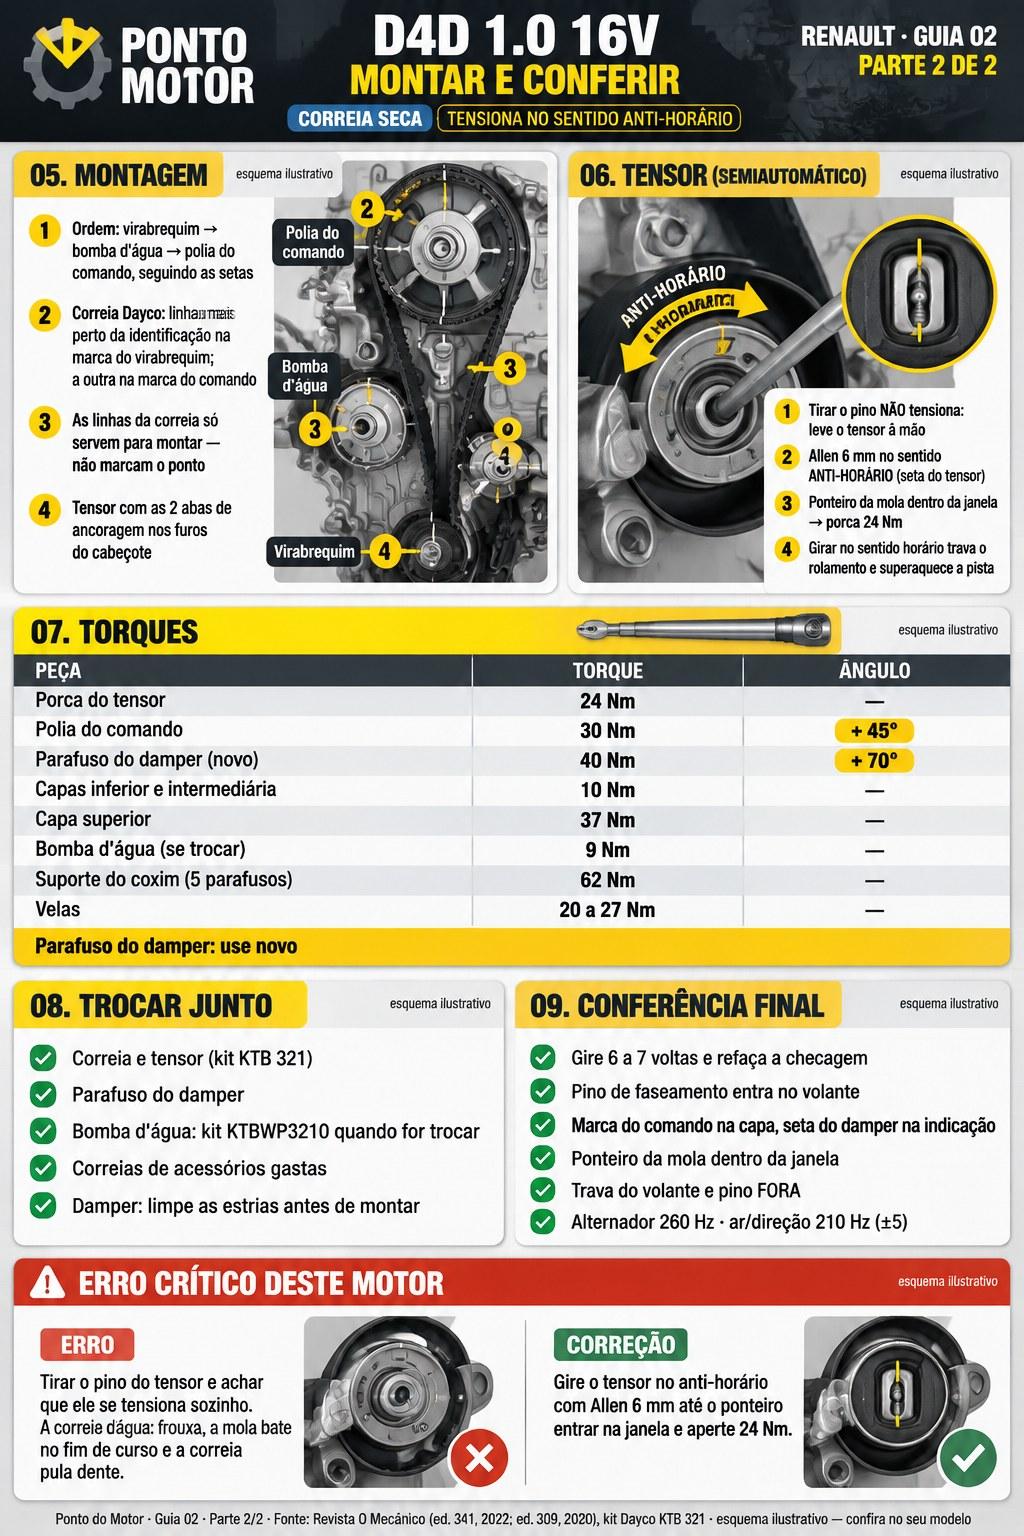 PONTO
MOTOR
D4D 1.0 16V
MONTAR E CONFERIR
CORREIA SECA
TENSIONA NO SENTIDO ANTI-HORÁRIO
RENAULT · GUIA 02
PARTE 2 DE 2
05. MONTAGEM
esquema ilustrativo
1
Ordem: virabrequim →
bomba d'água → polia do
comando, seguindo as setas
2
Correia Dayco:
perto da identificação na
marca do virabrequim;
a outra na marca do comando
3
As linhas da correia só
servem para montar —
não marcam o ponto
4
Tensor com as 2 abas de
ancoragem nos furos
do cabeçote
2
Polia do
comando
Bomba
d'água
3
3
4
Virabrequim
4
06. TENSOR (SEMIAUTOMÁTICO)
esquema ilustrativo
ANTI-HORÁRIO
1
Tirar o pino NÃO tensiona:
leve o tensor à mão
2
Allen 6 mm no sentido
ANTI-HORÁRIO (seta do tensor)
3
Ponteiro da mola dentro da janela
→ porca 24 Nm
4
Girar no sentido horário trava o
rolamento e superaquece a pista
07. TORQUES
esquema ilustrativo
PEÇA TORQUE ÂNGULO
Porca do tensor 24 Nm —
Polia do comando 30 Nm + 45º
Parafuso do damper (novo) 40 Nm + 70º
Capas inferior e intermediária 10 Nm —
Capa superior 37 Nm —
Bomba d'água (se trocar) 9 Nm —
Suporte do coxim (5 parafusos) 62 Nm —
Velas 20 a 27 Nm —
Parafuso do damper: use novo
08. TROCAR JUNTO
esquema ilustrativo
Correia e tensor (kit KTB 321)
Parafuso do damper
Bomba d'água: kit KTBWP3210 quando for trocar
Correias de acessórios gastas
Damper: limpe as estrias antes de montar
09. CONFERÊNCIA FINAL
esquema ilustrativo
Gire 6 a 7 voltas e refaça a checagem
Pino de faseamento entra no volante
Marca do comando na capa, seta do damper na indicação
Ponteiro da mola dentro da janela
Trava do volante e pino FORA
Alternador 260 Hz · ar/direção 210 Hz (±5)
ERRO CRÍTICO DESTE MOTOR
esquema ilustrativo
ERRO
Tirar o pino do tensor e achar
que ele se tensiona sozinho.
A correie dágua: frouxa, a mola bate
no fim de curso e a correia
pula dente.
CORREÇÃO
Gire o tensor no anti-horário
com Allen 6 mm até o ponteiro
entrar na janela e aperte 24 Nm.
Ponto do Motor · Guia 02 · Parte 2/2 · Fonte: Revista O Mecânico (ed. 341, 2022; ed. 309, 2020), kit Dayco KTB 321 · esquema ilustrativo — confira no seu modelo